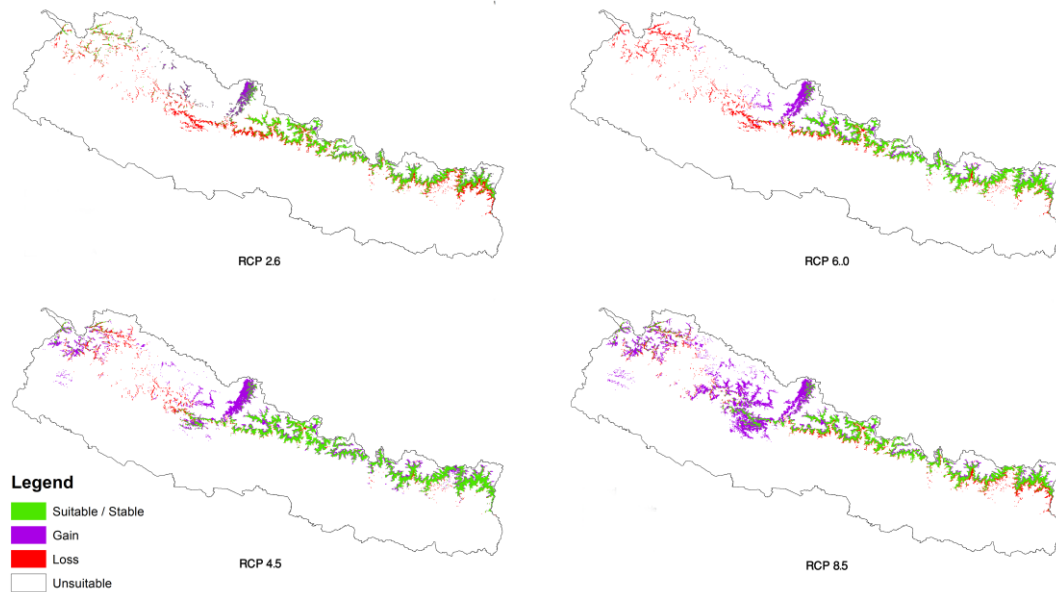 RCP 2.6
RCP 6.0
Legend
Suitable / Stable
Gain
Loss
Unsuitable
RCP 4.5
RCP 8.5